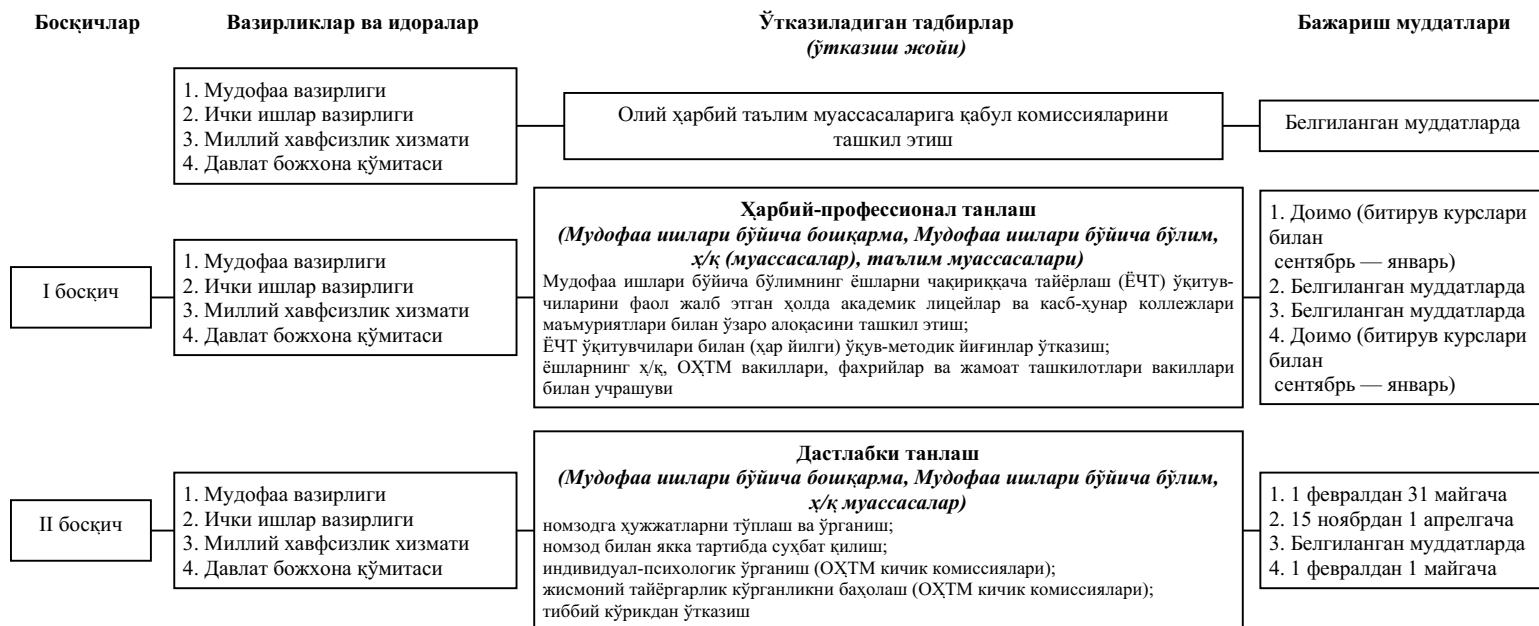 Босқичлар
Вазирликлар ва идоралар
Ўтказиладиган тадбирлар
(ўтказиш жойи)
Бажариш муддатлари
1. Мудофаа вазирлиги
2. Ички ишлар вазирлиги
3. Миллий хавфсизлик хизмати
4. Давлат божхона қўмитаси
Олий ҳарбий таълим муассасаларига қабул комиссияларини
ташкил этиш
Белгиланган муддатларда
I босқич
1. Мудофаа вазирлиги
2. Ички ишлар вазирлиги
3. Миллий хавфсизлик хизмати
4. Давлат божхона қўмитаси
Ҳарбий-профессионал танлаш
(Мудофаа ишлари бўйича бошқарма, Мудофаа ишлари бўйича бўлим,
ҳ/қ (муассасалар), таълим муассасалари)
Мудофаа ишлари бўйича бўлимнинг ёшларни чақириққача тайёрлаш (ЁЧТ) ўқитув-
чиларини фаол жалб этган ҳолда академик лицейлар ва касб-ҳунар коллежлари
маъмуриятлари билан ўзаро алоқасини ташкил этиш;
ЁЧТ ўқитувчилари билан (ҳар йилги) ўқув-методик йиғинлар ўтказиш;
ёшларнинг ҳ/қ, ОҲТМ вакиллари, фахрийлар ва жамоат ташкилотлари вакиллари
билан учрашуви
1. Доимо (битирув курслари
билан
сентябрь — январь)
2. Белгиланган муддатларда
3. Белгиланган муддатларда
4. Доимо (битирув курслари
билан
сентябрь — январь)
II босқич
1. Мудофаа вазирлиги
2. Ички ишлар вазирлиги
3. Миллий хавфсизлик хизмати
4. Давлат божхона қўмитаси
Дастлабки танлаш
(Мудофаа ишлари бўйича бошқарма, Мудофаа ишлари бўйича бўлим,
ҳ/қ муассасалар)
номзодга ҳужжатларни тўплаш ва ўрганиш;
номзод билан якка тартибда суҳбат қилиш;
индивидуал-психологик ўрганиш (ОҲТМ кичик комиссиялари);
жисмоний тайёргарлик кўрганликни баҳолаш (ОҲТМ кичик комиссиялари);
тиббий кўрикдан ўтказиш
1. 1 февралдан 31 майгача
2. 15 ноябрдан 1 апрелгача
3. Белгиланган муддатларда
4. 1 февралдан 1 майгача